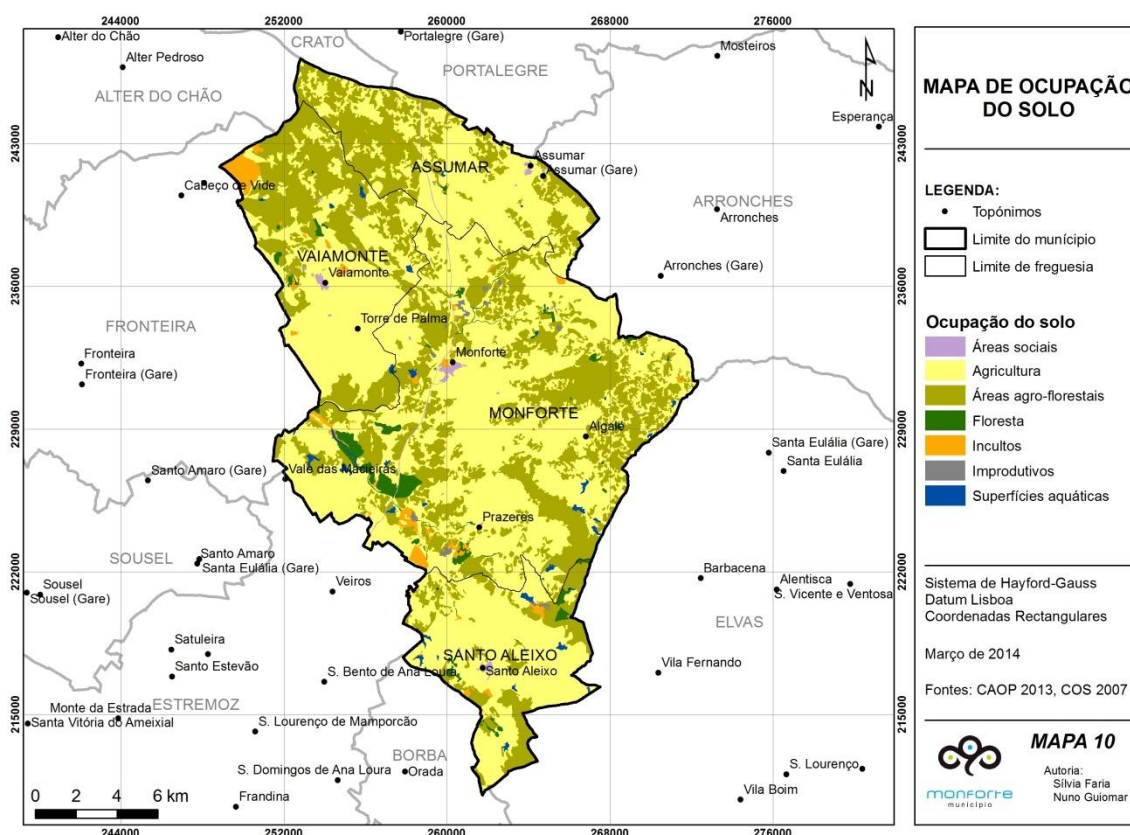 244000
252000
260000
268000
276000
Alter do Chão
CRATO
Portalegre (Gare)
Mosteiros
Alter Pedroso
PORTALEGRE
ALTER DO CHÃO
Esperança
243000
243000
ASSUMAR
Assumar
Assumar (Gare)
Cabeço de Vide
ARRONCHES
Arronches
VAIAMONTE
Vaiamonte
Arronches (Gare)
236000
236000
FRONTEIRA
Torre de Palma
Fronteira
Monforte
Fronteira (Gare)
MONFORTE
229000
229000
Algalé
Santa Eulália (Gare)
Santo Amaro (Gare)
Vale das Macieiras
Santa Eulália
Prazeres
SOUSEL
Santo Amaro
Santa Eulália (Gare)
222000
222000
Sousel
Sousel (Gare)
Veiros
Barbacena
Alentisca
S. Vicente e Ventosa
ELVAS
Satuleira
SANTO ALEIXO
Santo Aleixo
Santo Estevão
S. Bento de Ana Loura
Vila Fernando
Monte da Estrada
ESTREMOZ
215000
215000
Santa Vitória do Ameixial
S. Lourenço de Mamporcão
BORBA
Orada
S. Lourenço
S. Domingos de Ana Loura
Vila Boim
Frandina
0 2 4 6 km
244000
252000
260000
268000
276000
N
MAPA DE OCUPAÇÃO
DO SOLO
LEGENDA:
Topónimos
Limite do município
Limite de freguesia
Ocupação do solo
Áreas sociais
Agricultura
Áreas agro-florestais
Floresta
Incultos
Improdutivos
Superfícies aquáticas
Sistema de Hayford-Gauss
Datum Lisboa
Coordenadas Rectangulares
Março de 2014
Fontes: CAOP 2013, COS 2007
monforte
município
MAPA 10
Autoria:
Sílvia Faria
Nuno Guiomar